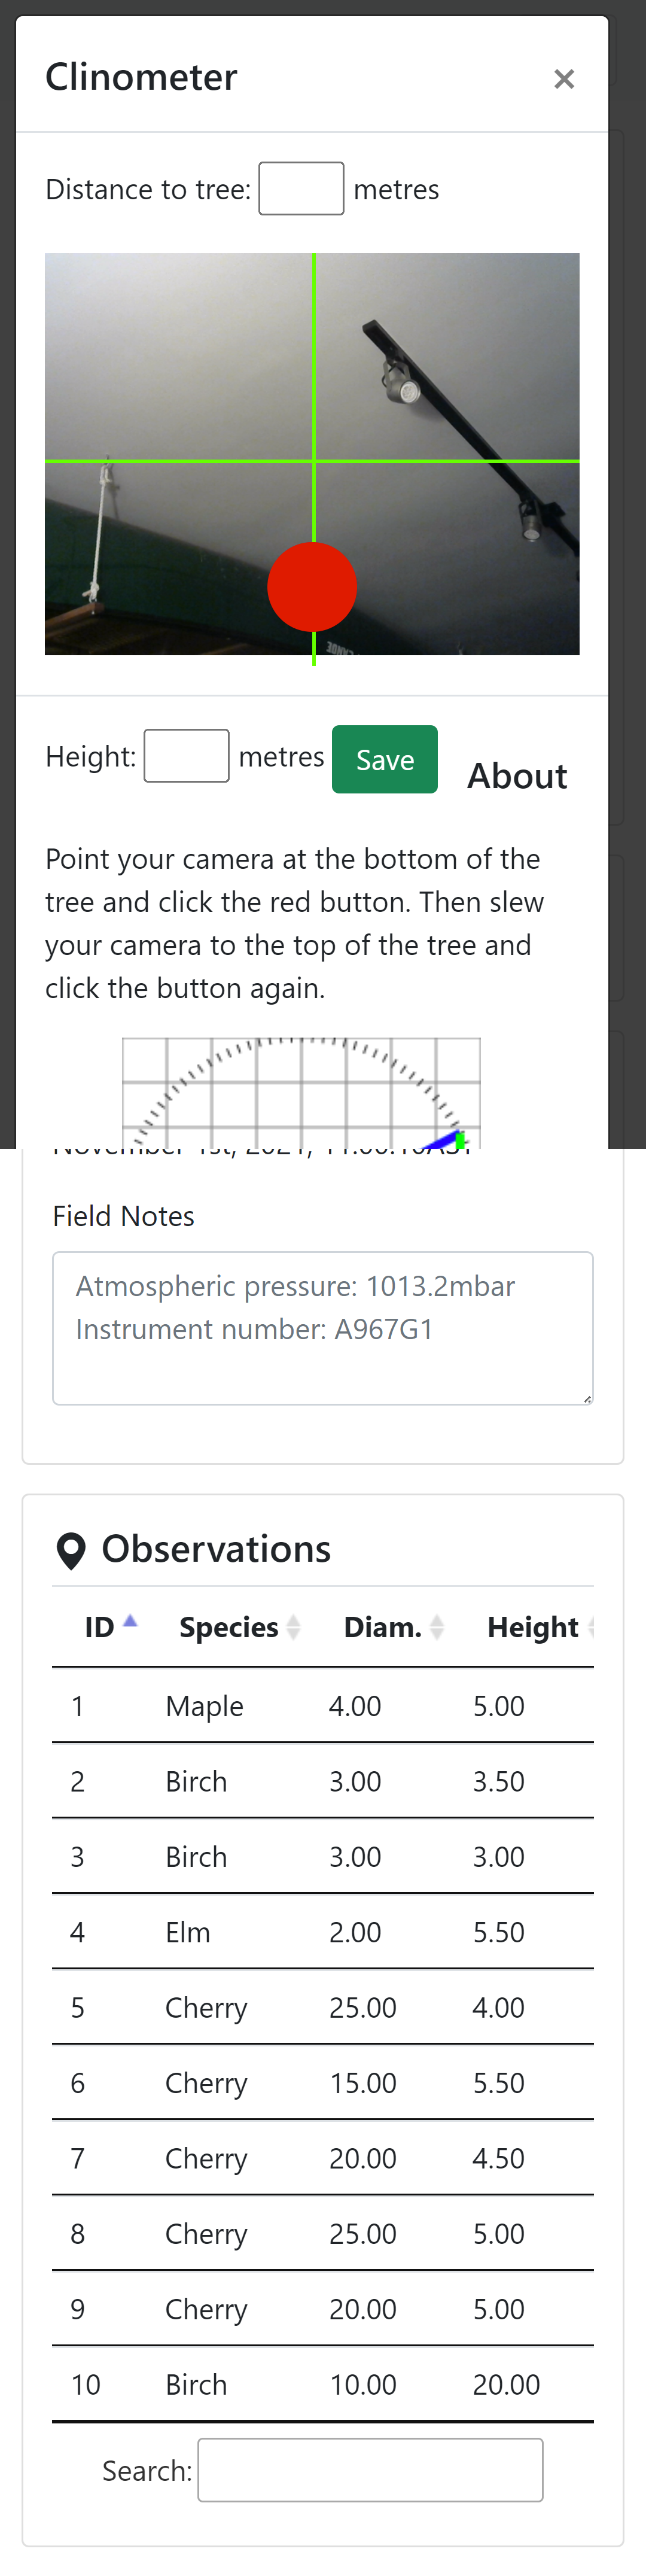 Clinometer ×
Distance to tree: metres
Height: metres Save About
Point your camera at the bottom of the
tree and click the red button. Then slew
your camera to the top of the tree and
click the button again.
November 1st, 2021,
Field Notes
Atmospheric pressure: 1013.2mbar
Instrument number: A967G1
Observations
ID Species Diam. Height
1 Maple 4.00 5.00
2 Birch 3.00 3.50
3 Birch 3.00 3.00
4 Elm 2.00 5.50
5 Cherry 25.00 4.00
6 Cherry 15.00 5.50
7 Cherry 20.00 4.50
8 Cherry 25.00 5.00
9 Cherry 20.00 5.00
10 Birch 10.00 20.00
Search: